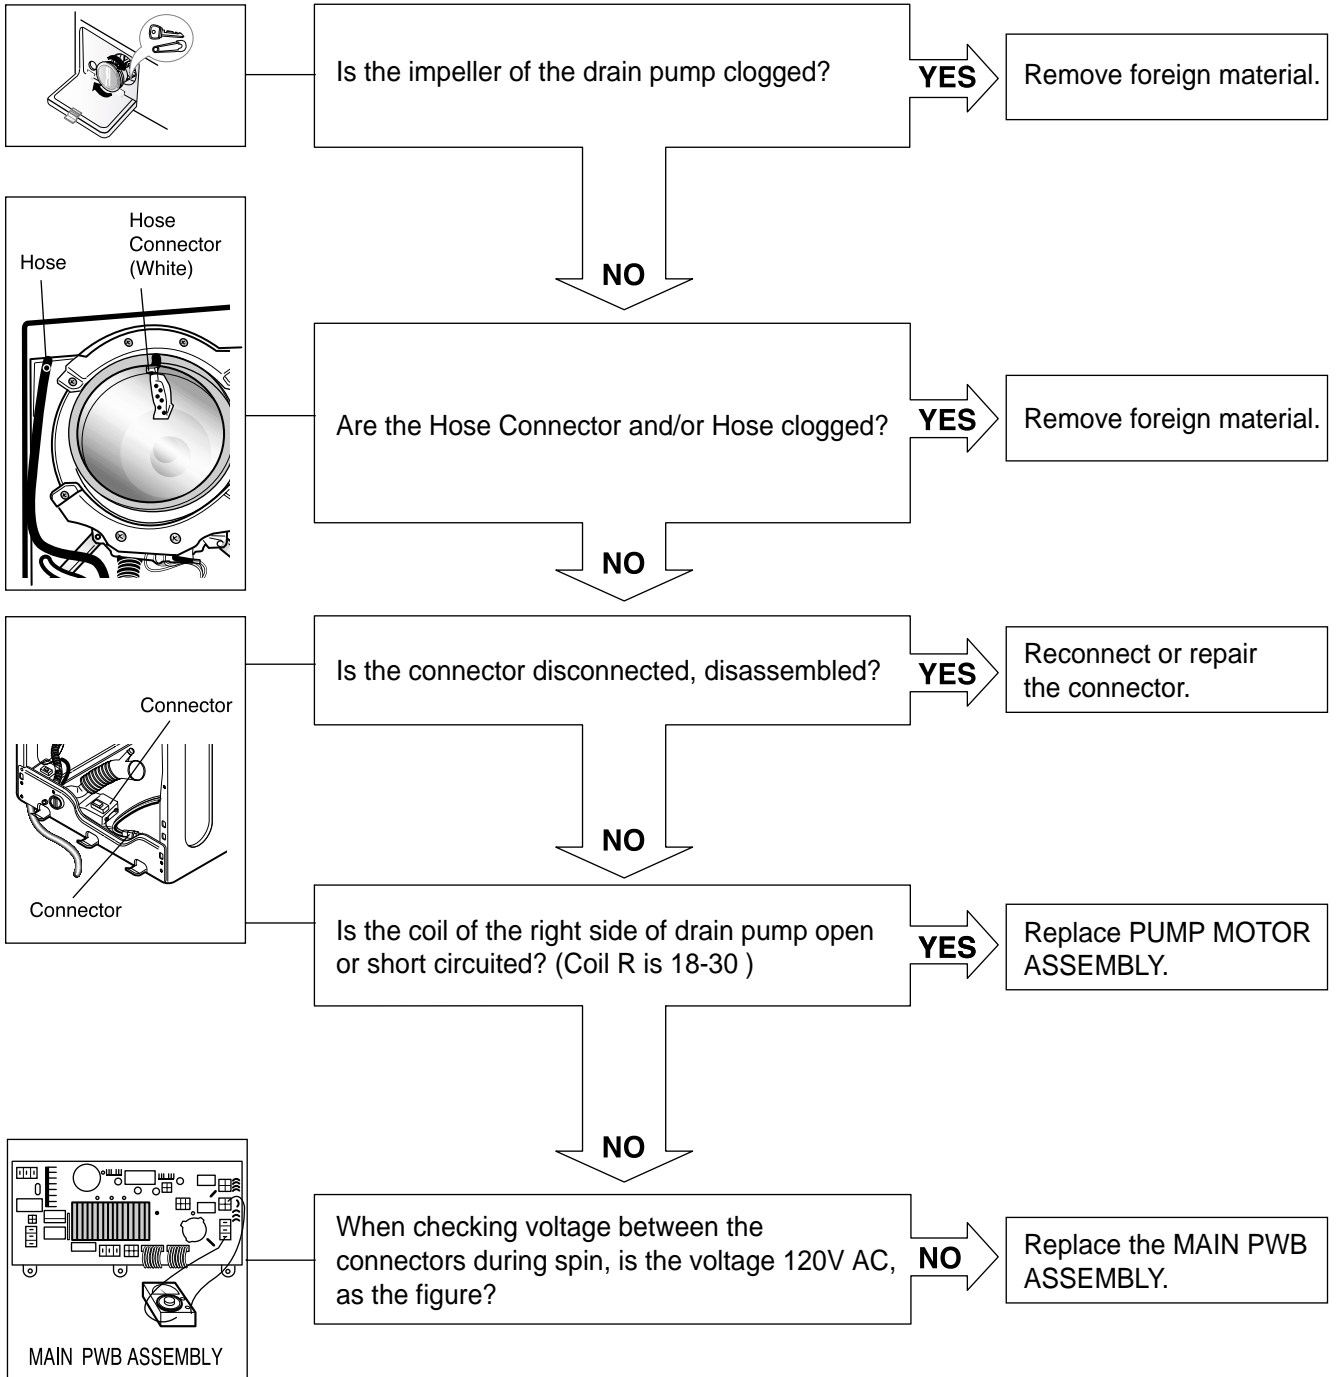 Is the impeller of the drain pump clogged?
YES
Remove foreign material.
NO
Hose
Hose
Connector
(White)
Are the Hose Connector and/or Hose clogged?
YES
Remove foreign material.
NO
Is the connector disconnected, disassembled?
YES
Reconnect or repair
the connector.
Connector
Connector
NO
Is the coil of the right side of drain pump open
or short circuited? (Coil R is 18-30 )
YES
Replace PUMP MOTOR
ASSEMBLY.
NO
When checking voltage between the
connectors during spin, is the voltage 120V AC,
as the figure?
NO
Replace the MAIN PWB
ASSEMBLY.
MAIN PWB ASSEMBLY